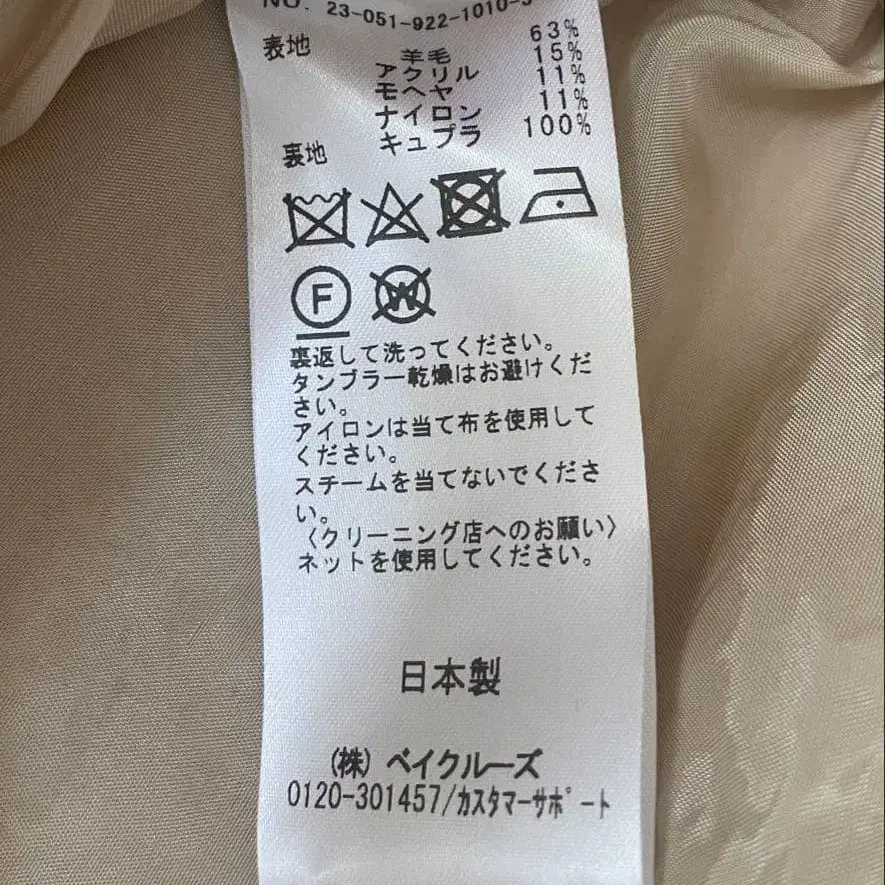 NO. 23-051-922-1010-
表地 羊毛 63%
アクリル 15%
モヘヤ 11%
ナイロン 11%
裏地 キュプラ 100%
F W
裏返して洗ってください。
タンブラー乾燥はお避けくだ
さい。
アイロンは当て布を使用して
ください。
スチームを当てないでくださ
い。
〈クリーニング店へのお願い〉
ネットを使用してください。
日本製
(株) ベイクルーズ
0120-301457/カスタマーサポート